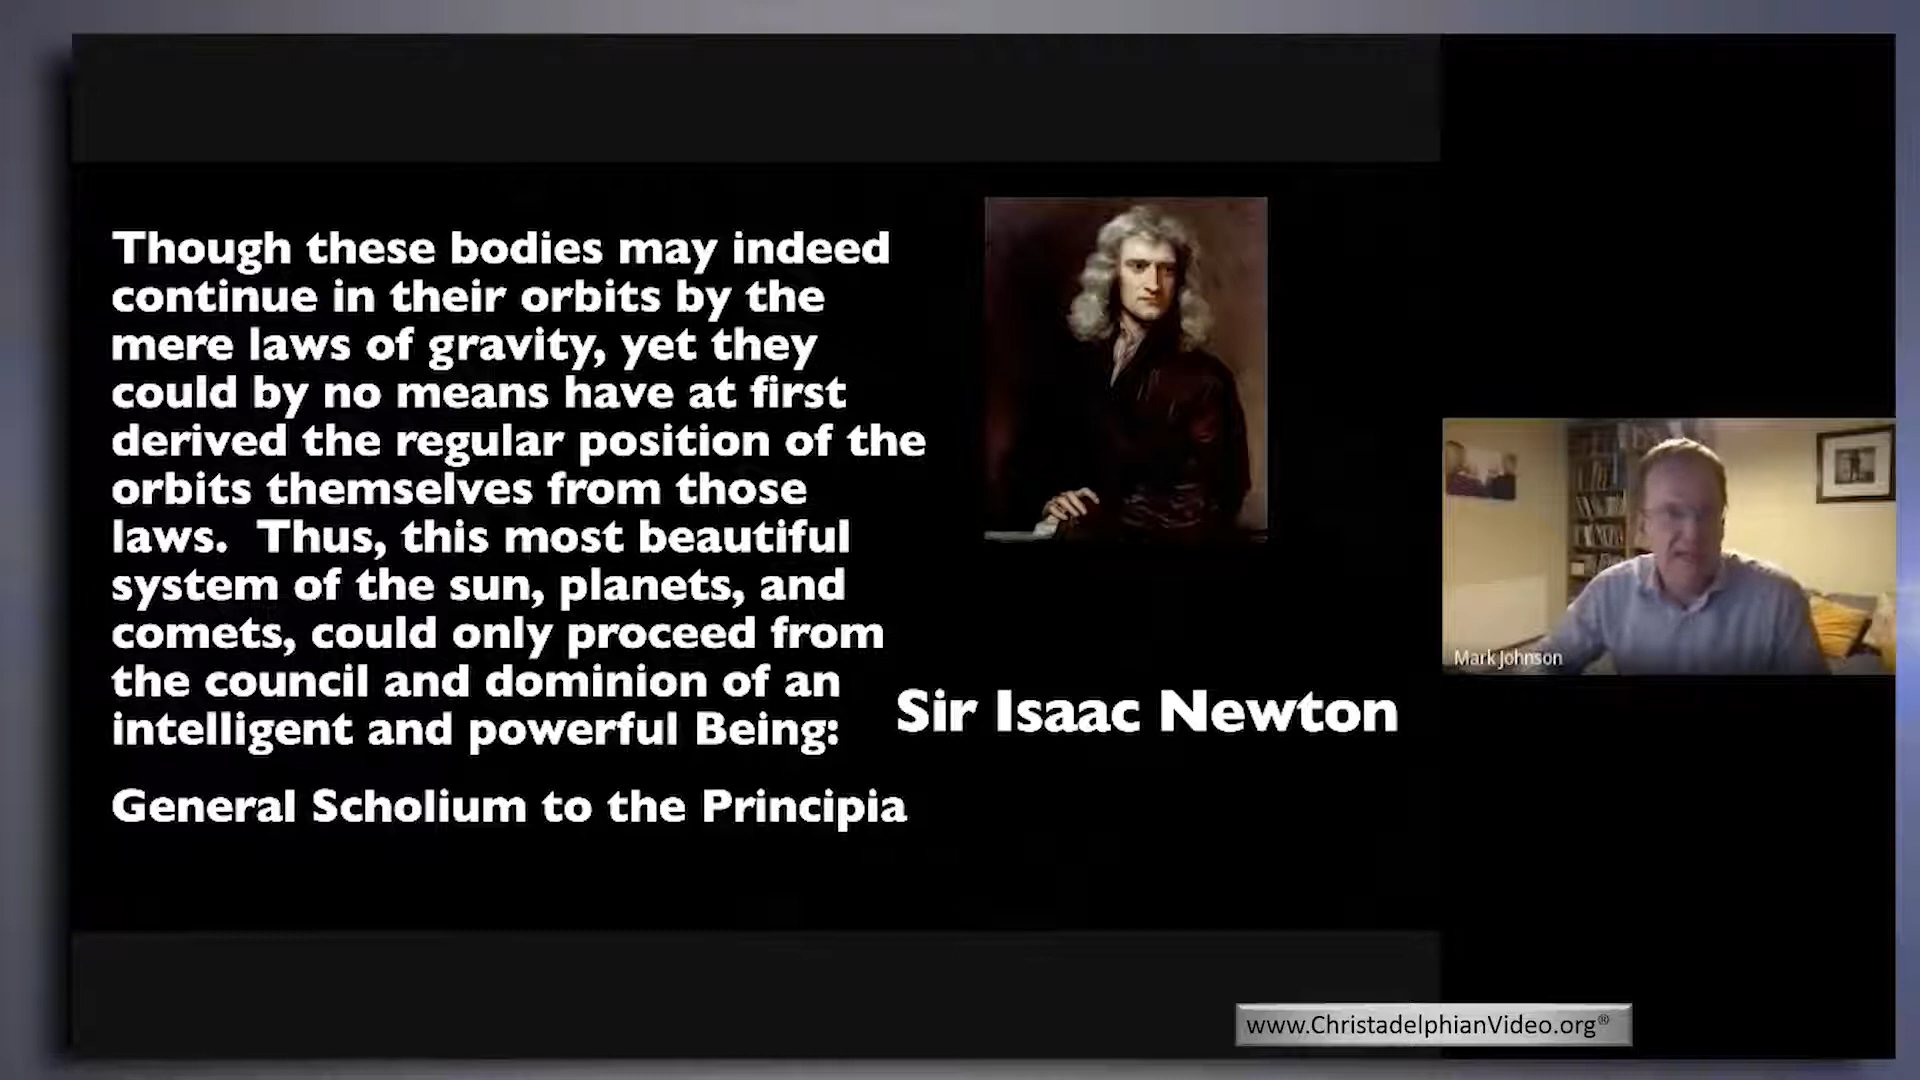 Though these bodies may indeed
continue in their orbits by the
mere laws of gravity, yet they
could by no means have at first
derived the regular position of the
orbits themselves from those
laws.  Thus, this most beautiful
system of the sun, planets, and
comets, could only proceed from
the council and dominion of an
intelligent and powerful Being:
General Scholium to the Principia
Sir Isaac Newton
Mark Johnson
www.ChristadelphianVideo.org®